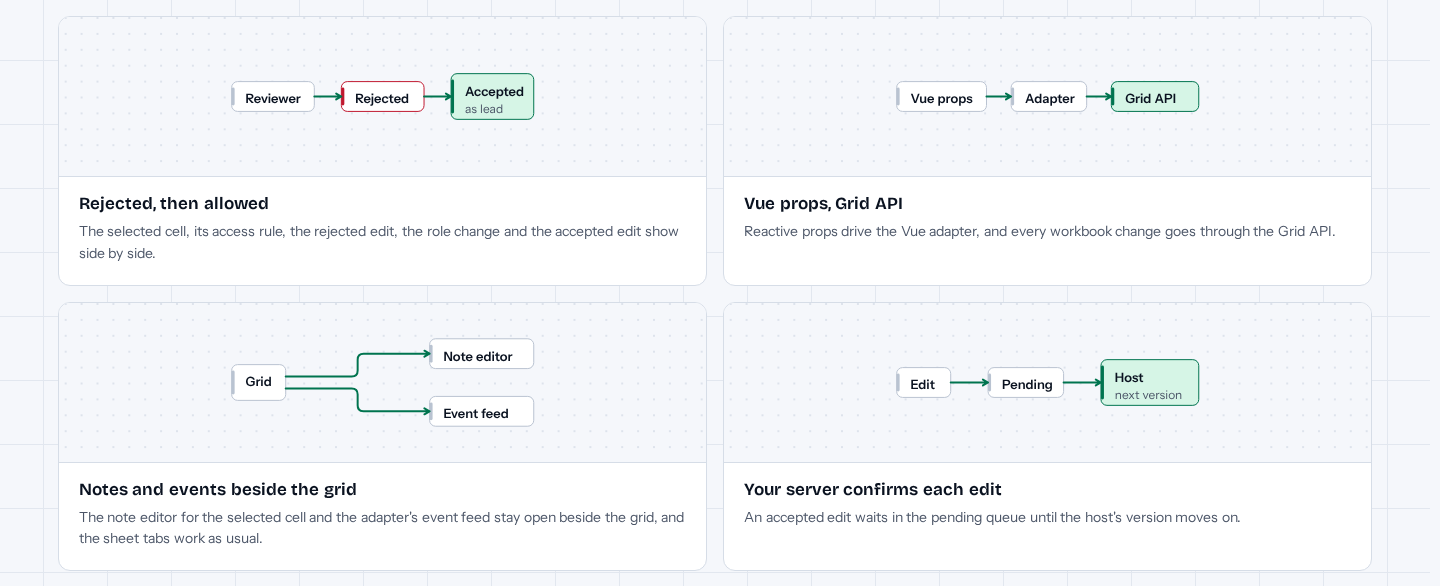 Reviewer
Rejected
Accepted
as lead
Rejected, then allowed
The selected cell, its access rule, the rejected edit, the role change and the accepted edit show
side by side.
Vue props
Adapter
Grid API
Vue props, Grid API
Reactive props drive the Vue adapter, and every workbook change goes through the Grid API.
Grid
Note editor
Event feed
Notes and events beside the grid
The note editor for the selected cell and the adapter's event feed stay open beside the grid, and
the sheet tabs work as usual.
Edit
Pending
Host
next version
Your server confirms each edit
An accepted edit waits in the pending queue until the host's version moves on.